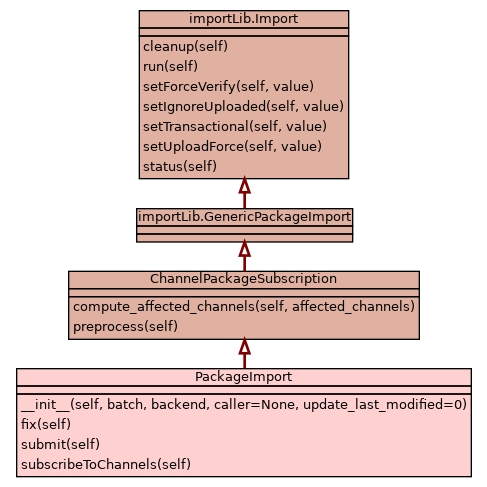 importLib.Import
cleanup(self)
run(self)
setForceVerify(self, value)
setIgnoreUploaded(self, value)
setTransactional(self, value)
setUploadForce(self, value)
status(self)
importLib.GenericPackageImport
ChannelPackageSubscription
compute_affected_channels(self, affected_channels)
preprocess(self)
PackageImport
__init__(self, batch, backend, caller=None, update_last_modified=0)
fix(self)
submit(self)
subscribeToChannels(self)